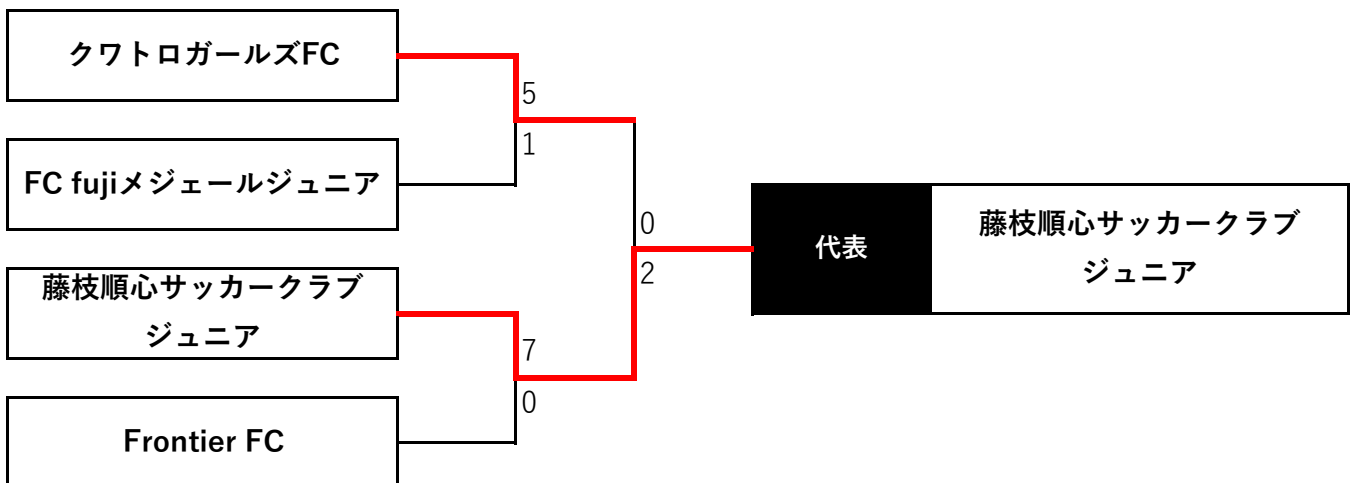 クワトロガールズFC
5
1
FC fujiメジェールジュニア
0
2
代表
藤枝順心サッカークラブ
ジュニア
藤枝順心サッカークラブ
ジュニア
7
0
Frontier FC